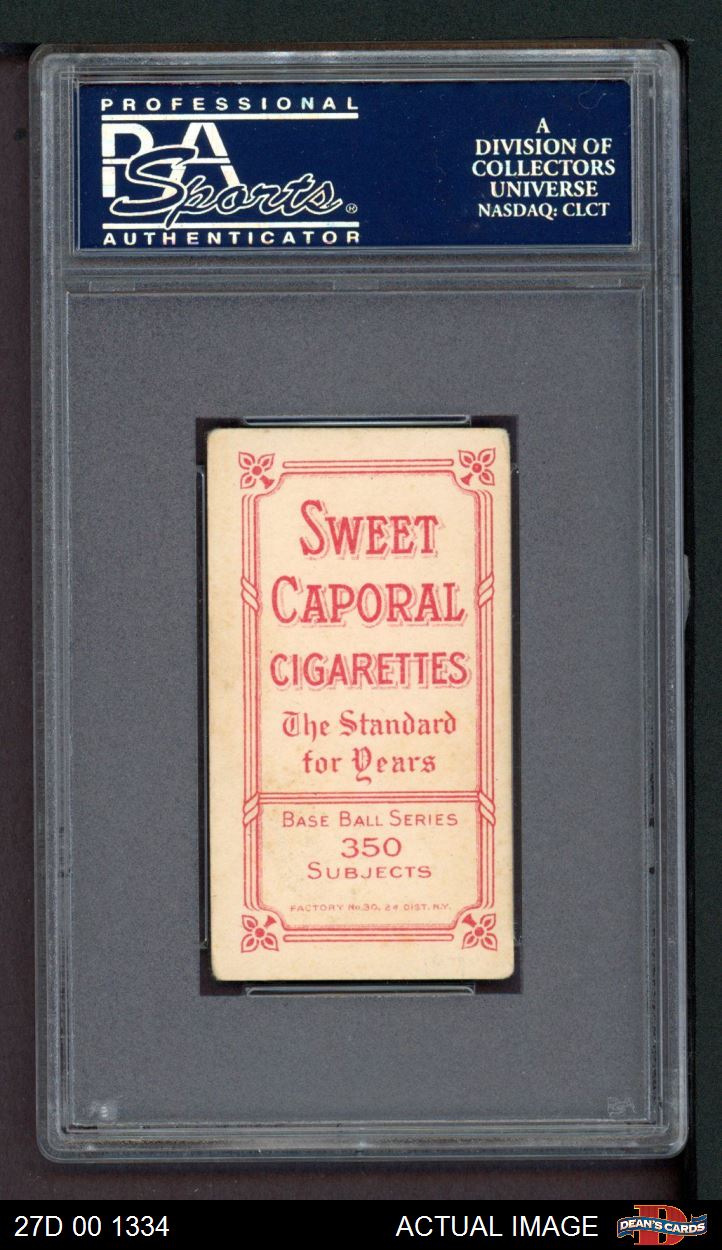 PROFESSIONAL
PSA
Sports®
AUTHENTICATOR
A
DIVISION OF
COLLECTORS
UNIVERSE
NASDAQ: CLCT
SWEET
CAPORAL
CIGARETTES
The Standard
for Years
BASE BALL SERIES
350
SUBJECTS
FACTORY No. 30, 2d DIST. N.Y.
PSA
27D 00 1334
ACTUAL IMAGE
D
DEAN'S CARDS